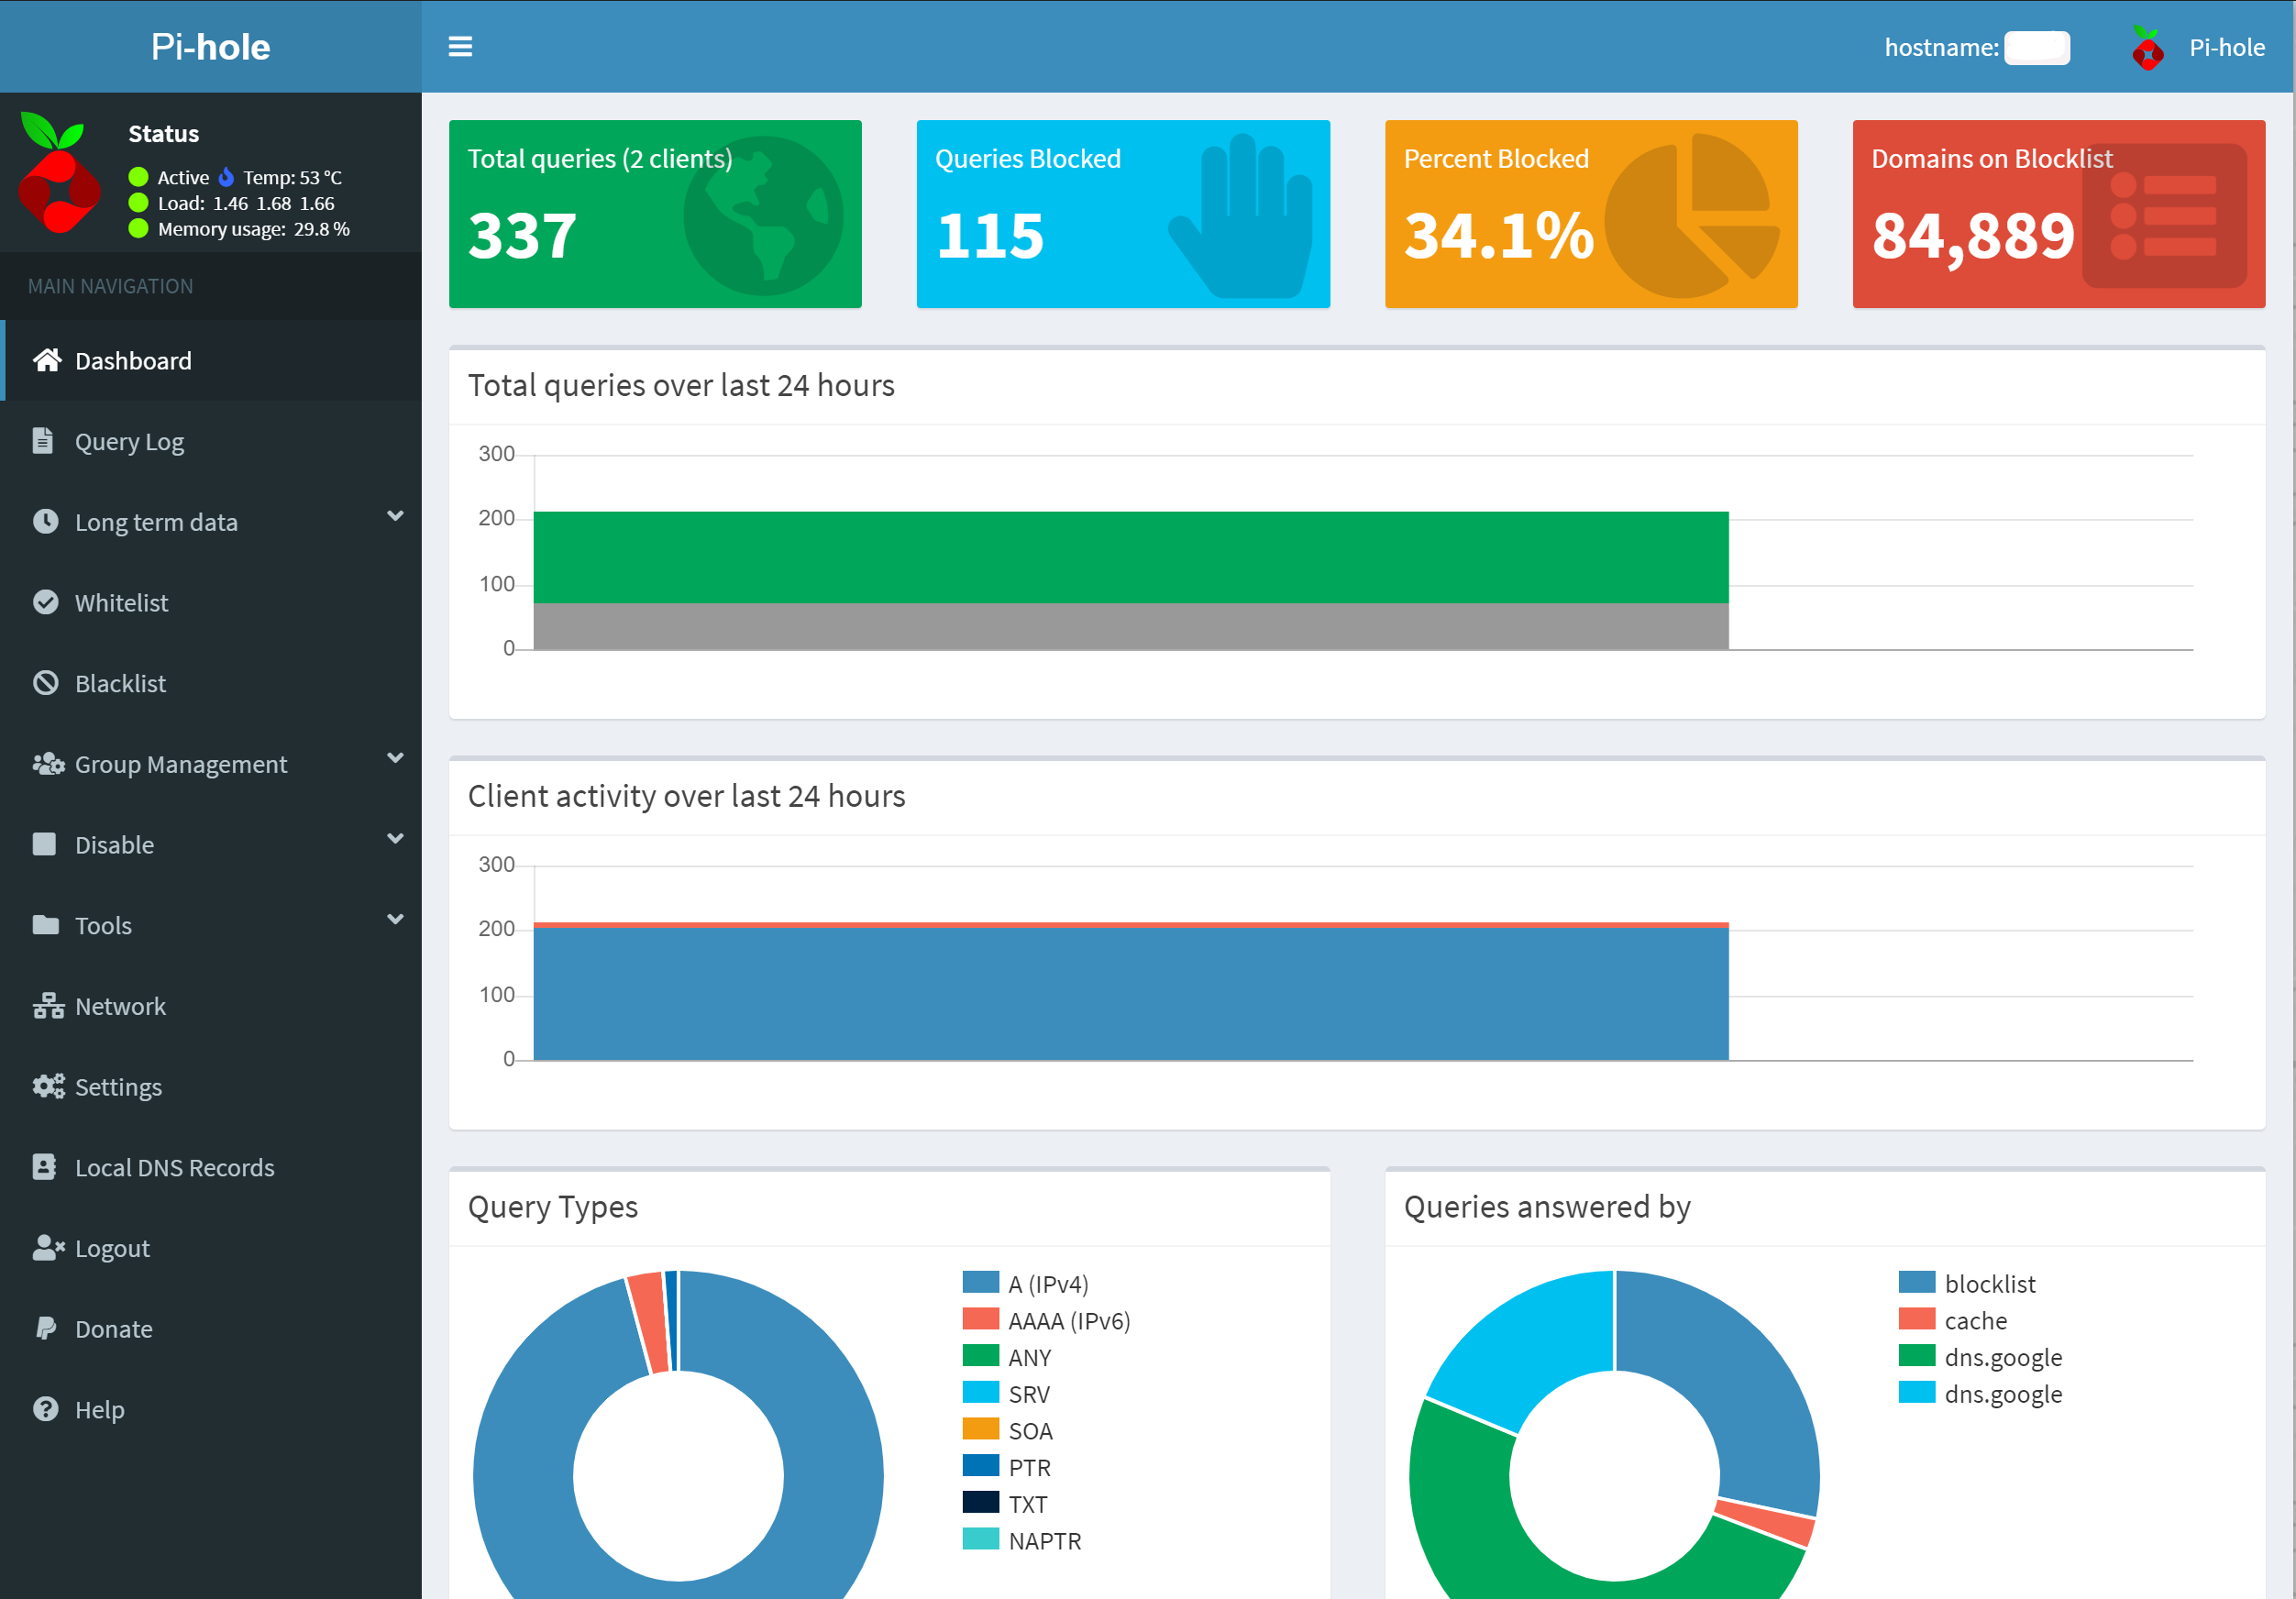 Pi-hole
hostname:
Pi-hole
Status
Active Temp: 53 °C
Load: 1.46 1.68 1.66
Memory usage: 29.8 %
MAIN NAVIGATION
Dashboard
Query Log
Long term data
Whitelist
Blacklist
Group Management
Disable
Tools
Network
Settings
Local DNS Records
Logout
Donate
Help
Total queries (2 clients)
337
Queries Blocked
115
Percent Blocked
34.1%
Domains on Blocklist
84,889
Total queries over last 24 hours
300
200
100
0
Client activity over last 24 hours
300
200
100
0
Query Types
A (IPv4)
AAAA (IPv6)
ANY
SRV
SOA
PTR
TXT
NAPTR
Queries answered by
blocklist
cache
dns.google
dns.google